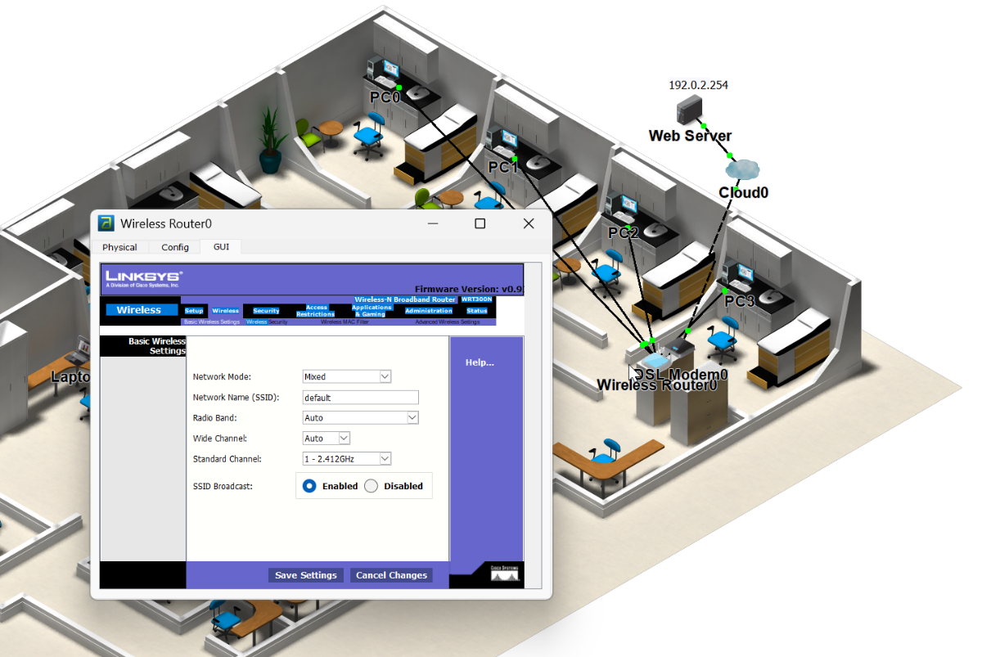 192.0.2.254
PC0
Web Server
PC1
Cloud0
PC2
PC3
Lapto
DSL Modem0
Wireless Router0
Wireless Router0
Physical Config GUI
LINKSYS®
A Division of Cisco Systems, Inc.
Firmware Version: v0.9
Wireless-N Broadband Router WRT300N
Wireless
Setup Wireless Security Access Restrictions Applications & Gaming Administration Status
Basic Wireless Settings Wireless Security Wireless MAC Filter Advanced Wireless Settings
Basic Wireless
Settings
Help...
Network Mode: Mixed
Network Name (SSID): default
Radio Band: Auto
Wide Channel: Auto
Standard Channel: 1 - 2.412GHz
SSID Broadcast: Enabled Disabled
Save Settings Cancel Changes
CISCO SYSTEMS